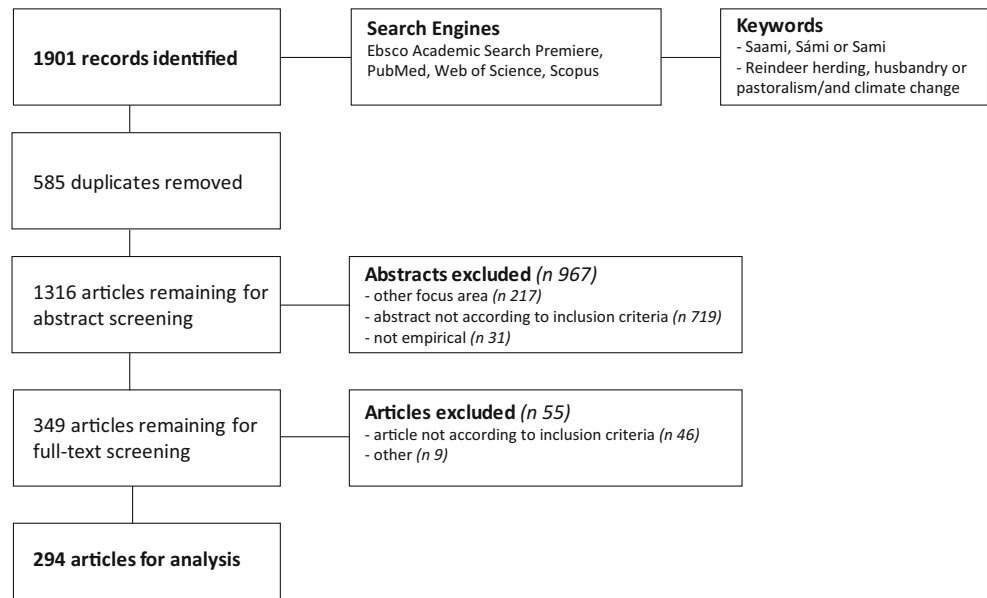 1901 records identified
Search Engines
Ebsco Academic Search Premiere,
PubMed, Web of Science, Scopus
Keywords
- Saami, Sámi or Sami
- Reindeer herding, husbandry or
pastoralism/and climate change
585 duplicates removed
1316 articles remaining for
abstract screening
Abstracts excluded (n 967)
- other focus area (n 217)
- abstract not according to inclusion criteria (n 719)
- not empirical (n 31)
349 articles remaining for
full-text screening
Articles excluded (n 55)
- article not according to inclusion criteria (n 46)
- other (n 9)
294 articles for analysis